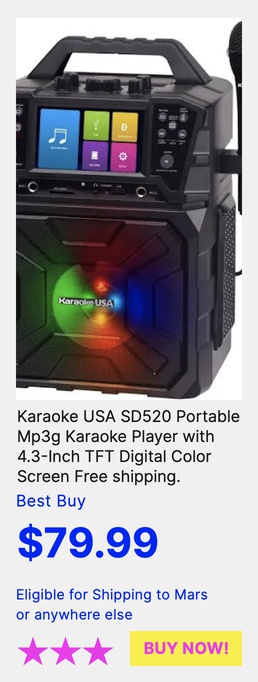 Karaoke USA
Karaoke USA SD520 Portable
Mp3g Karaoke Player with
4.3-Inch TFT Digital Color
Screen Free shipping.
Best Buy
$79.99
Eligible for Shipping to Mars
or anywhere else
BUY NOW!